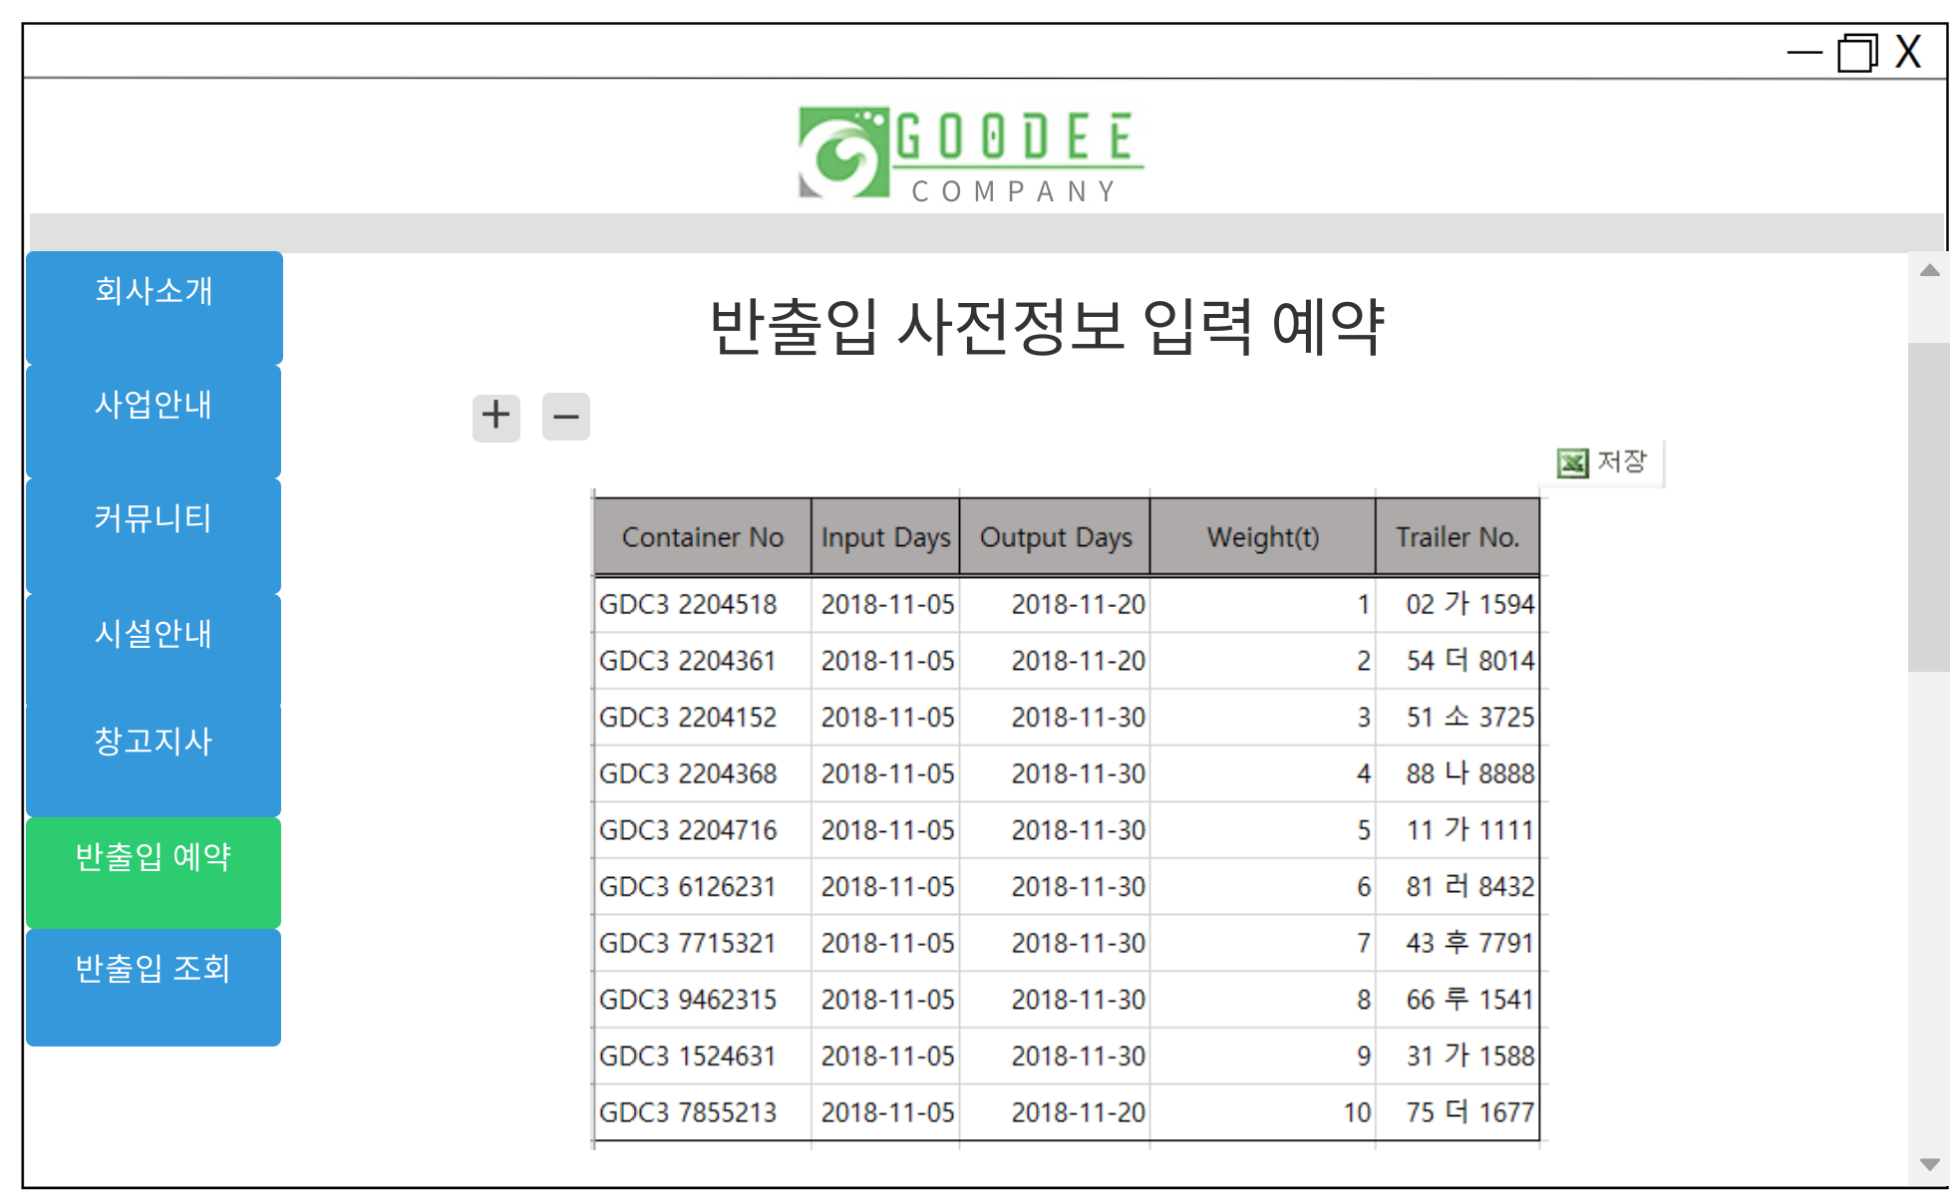 X
GOODEE
COMPANY
회사소개
사업안내
커뮤니티
시설안내
창고지사
반출입 예약
반출입 조회
반출입 사전정보 입력 예약
+ −
저장
Container No Input Days Output Days Weight(t) Trailer No.
GDC3 2204518 2018-11-05 2018-11-20 1 02 가 1594
GDC3 2204361 2018-11-05 2018-11-20 2 54 더 8014
GDC3 2204152 2018-11-05 2018-11-30 3 51 소 3725
GDC3 2204368 2018-11-05 2018-11-30 4 88 나 8888
GDC3 2204716 2018-11-05 2018-11-30 5 11 가 1111
GDC3 6126231 2018-11-05 2018-11-30 6 81 러 8432
GDC3 7715321 2018-11-05 2018-11-30 7 43 후 7791
GDC3 9462315 2018-11-05 2018-11-30 8 66 루 1541
GDC3 1524631 2018-11-05 2018-11-30 9 31 가 1588
GDC3 7855213 2018-11-05 2018-11-20 10 75 더 1677